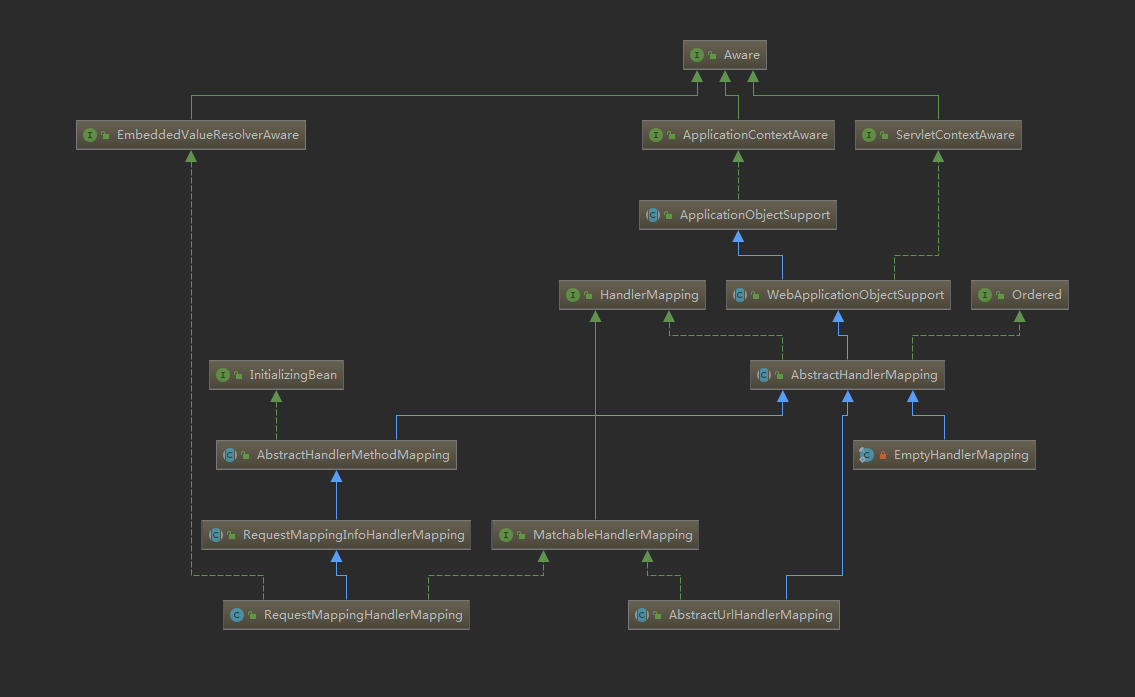 Aware
EmbeddedValueResolverAware
ApplicationContextAware
ServletContextAware
ApplicationObjectSupport
HandlerMapping
WebApplicationObjectSupport
Ordered
InitializingBean
AbstractHandlerMapping
AbstractHandlerMethodMapping
EmptyHandlerMapping
RequestMappingInfoHandlerMapping
MatchableHandlerMapping
RequestMappingHandlerMapping
AbstractUrlHandlerMapping